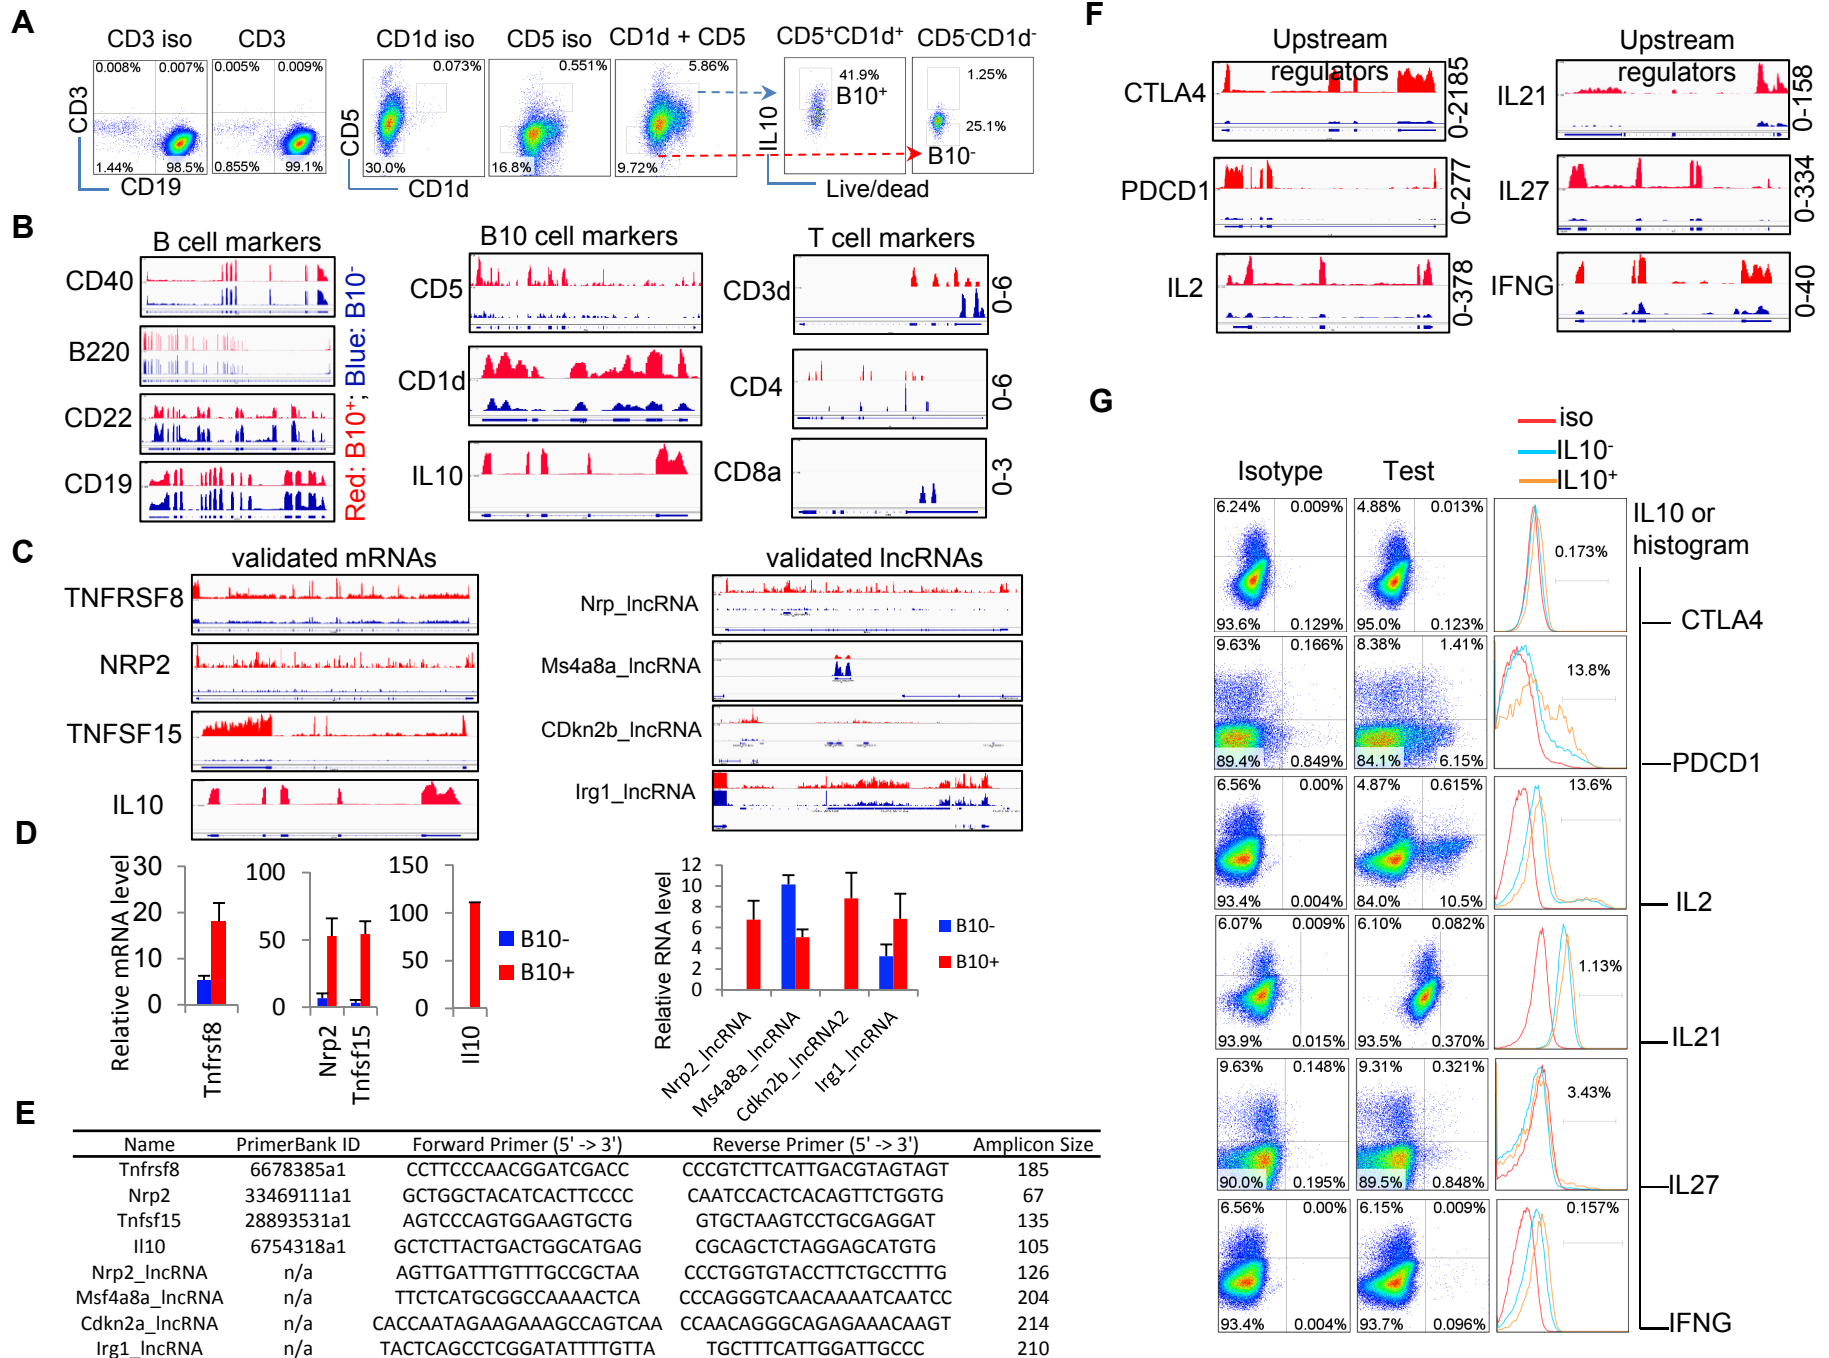 A
CD3 iso
CD3
CD1d iso
CD5 iso
CD1d + CD5
CD5+CD1d+
CD5-CD1d-
0.008%
0.007%
0.005%
0.009%
0.073%
0.551%
5.86%
41.9%
B10+
1.25%
25.1%
B10-
1.44%
98.5%
0.855%
99.1%
30.0%
16.8%
9.72%
CD3
CD19
CD5
CD1d
IL10
Live/dead
B
B cell markers
B10 cell markers
T cell markers
CD40
B220
CD22
CD19
Red: B10+; Blue: B10-
CD5
CD1d
IL10
CD3d
0-6
CD4
0-6
CD8a
0-3
C
validated mRNAs
validated lncRNAs
TNFRSF8
NRP2
TNFSF15
IL10
Nrp_lncRNA
Ms4a8a_lncRNA
CDkn2b_lncRNA
Irg1_lncRNA
D
Relative mRNA level
30
20
10
0
Tnfrsf8
100
50
0
Nrp2
Tnfsf15
150
100
50
0
Il10
B10-
B10+
Relative RNA level
12
10
8
6
4
2
0
Nrp2_lncRNA
Ms4a8a_lncRNA
Cdkn2b_lncRNA2
Irg1_lncRNA
B10-
B10+
E
Name PrimerBank ID Forward Primer (5' -> 3') Reverse Primer (5' -> 3') Amplicon Size
Tnfrsf8 6678385a1 CCTTCCCAACGGATCGACC CCCGTCTTCATTGACGTAGTAGT 185
Nrp2 33469111a1 GCTGGCTACATCACTTCCCC CAATCCACTCACAGTTCTGGTG 67
Tnfsf15 28893531a1 AGTCCCAGTGGAAGTGCTG GTGCTAAGTCCTGCGAGGAT 135
Il10 6754318a1 GCTCTTACTGACTGGCATGAG CGCAGCTCTAGGAGCATGTG 105
Nrp2_lncRNA n/a AGTTGATTTGTTTGCCGCTAA CCCTGGTGTACCTTCTGCCTTTG 126
Msf4a8a_lncRNA n/a TTCTCATGCGGCCAAAACTCA CCCAGGGTCAACAAAATCAATCC 204
Cdkn2a_lncRNA n/a CACCAATAGAAGAAAGCCAGTCAA CCAACAGGGCAGAGAAACAAGT 214
Irg1_lncRNA n/a TACTCAGCCTCGGATATTTTGTTA TGCTTTCATTGGATTGCCC 210
F
Upstream
regulators
Upstream
regulators
CTLA4
0-2185
IL21
0-158
PDCD1
0-277
IL27
0-334
IL2
0-378
IFNG
0-40
G
iso
IL10-
IL10+
Isotype
Test
IL10 or
histogram
6.24%
0.009%
4.88%
0.013%
0.173%
93.6%
0.129%
95.0%
0.123%
CTLA4
9.63%
0.166%
8.38%
1.41%
13.8%
89.4%
0.849%
84.1%
6.15%
PDCD1
6.56%
0.00%
4.87%
0.615%
13.6%
93.4%
0.004%
84.0%
10.5%
IL2
6.07%
0.009%
6.10%
0.082%
1.13%
93.9%
0.015%
93.5%
0.370%
IL21
9.63%
0.148%
9.31%
0.321%
3.43%
90.0%
0.195%
89.5%
0.848%
IL27
6.56%
0.00%
6.15%
0.009%
0.157%
93.4%
0.004%
93.7%
0.096%
IFNG